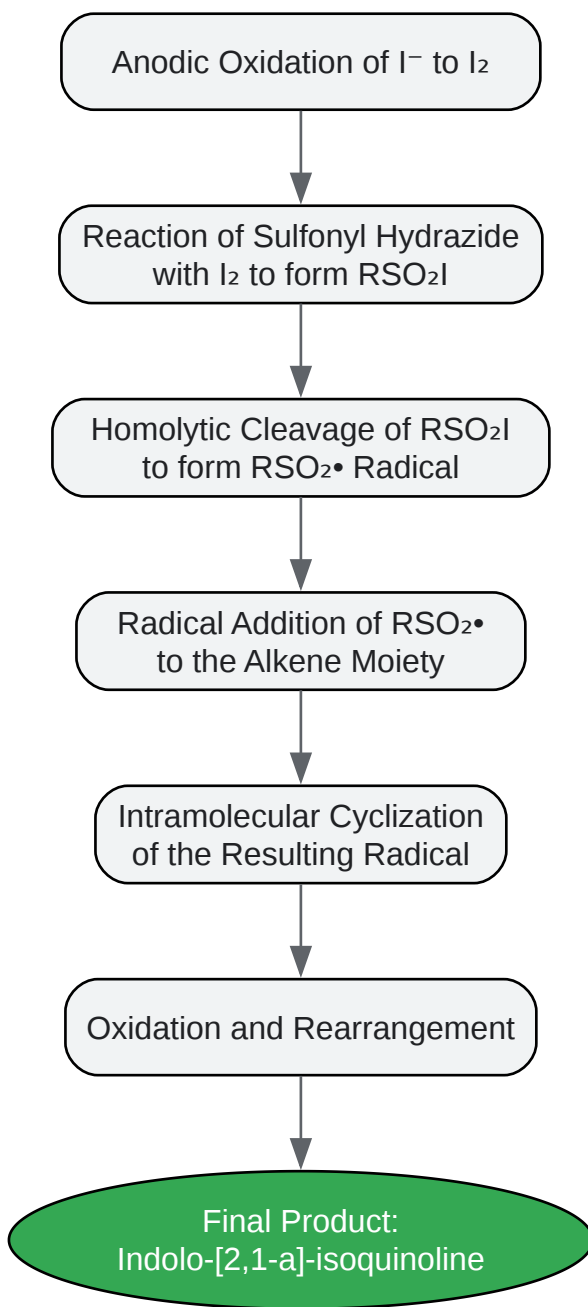 Anodic Oxidation of I⁻ to I₂
Reaction of Sulfonyl Hydrazide
with I₂ to form RSO₂I
Homolytic Cleavage of RSO₂I
to form RSO₂• Radical
Radical Addition of RSO₂•
to the Alkene Moiety
Intramolecular Cyclization
of the Resulting Radical
Oxidation and Rearrangement
Final Product:
Indolo-[2,1-a]-isoquinoline